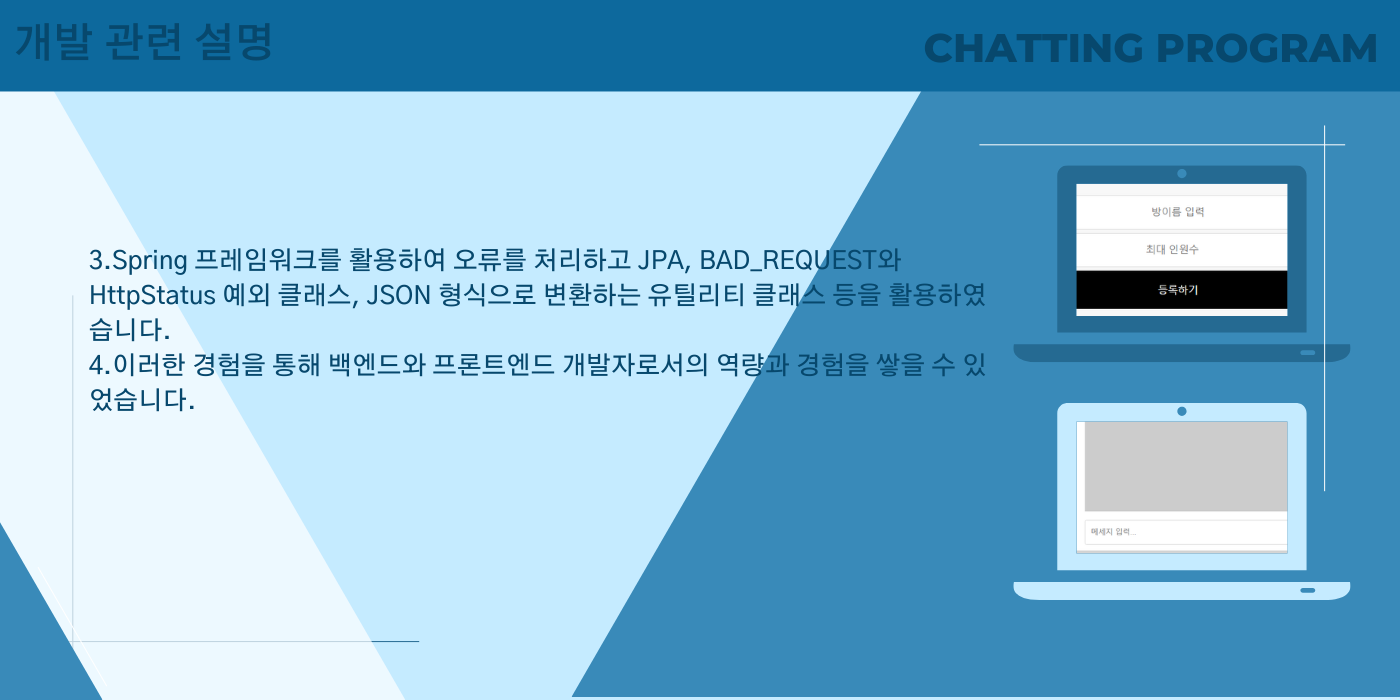 개발 관련 설명
CHATTING PROGRAM
3.Spring 프레임워크를 활용하여 오류를 처리하고 JPA, BAD_REQUEST와
HttpStatus 예외 클래스, JSON 형식으로 변환하는 유틸리티 클래스 등을 활용하였
습니다.
4.이러한 경험을 통해 백엔드와 프론트엔드 개발자로서의 역량과 경험을 쌓을 수 있
었습니다.
방이름 입력
최대 인원수
등록하기
메세지 입력...